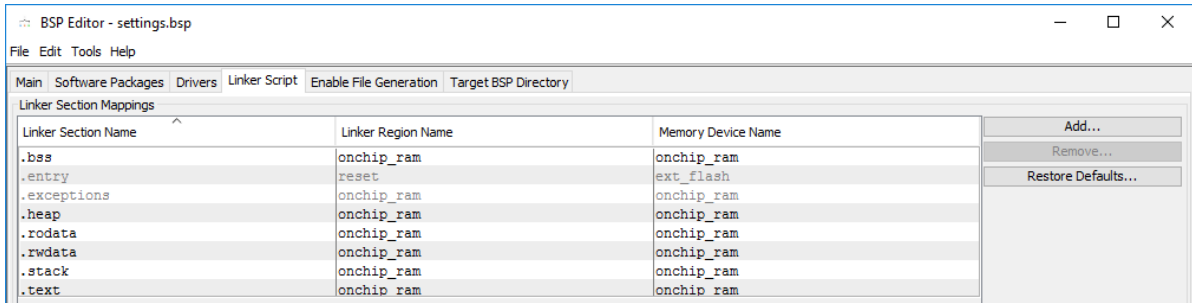 BSP Editor - settings.bsp
File Edit Tools Help
Main Software Packages Drivers Linker Script Enable File Generation Target BSP Directory
Linker Section Mappings
Linker Section Name Linker Region Name Memory Device Name Add...
.bss onchip_ram onchip_ram Remove...
.entry reset ext_flash Restore Defaults...
.exceptions onchip_ram onchip_ram
.heap onchip_ram onchip_ram
.rodata onchip_ram onchip_ram
.rwdata onchip_ram onchip_ram
.stack onchip_ram onchip_ram
.text onchip_ram onchip_ram